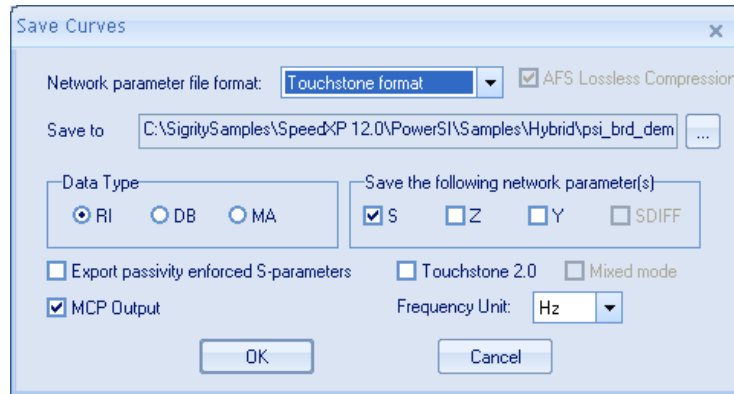 Save Curves
Network parameter file format: Touchstone format AFS Lossless Compression
Save to C:\SigritySamples\SpeedXP 12.0\PowerSI\Samples\Hybrid\psi_brd_dem ...
Data Type Save the following network parameter(s)
RI DB MA S Z Y SDIFF
Export passivity enforced S-parameters Touchstone 2.0 Mixed mode
MCP Output Frequency Unit: Hz
OK Cancel